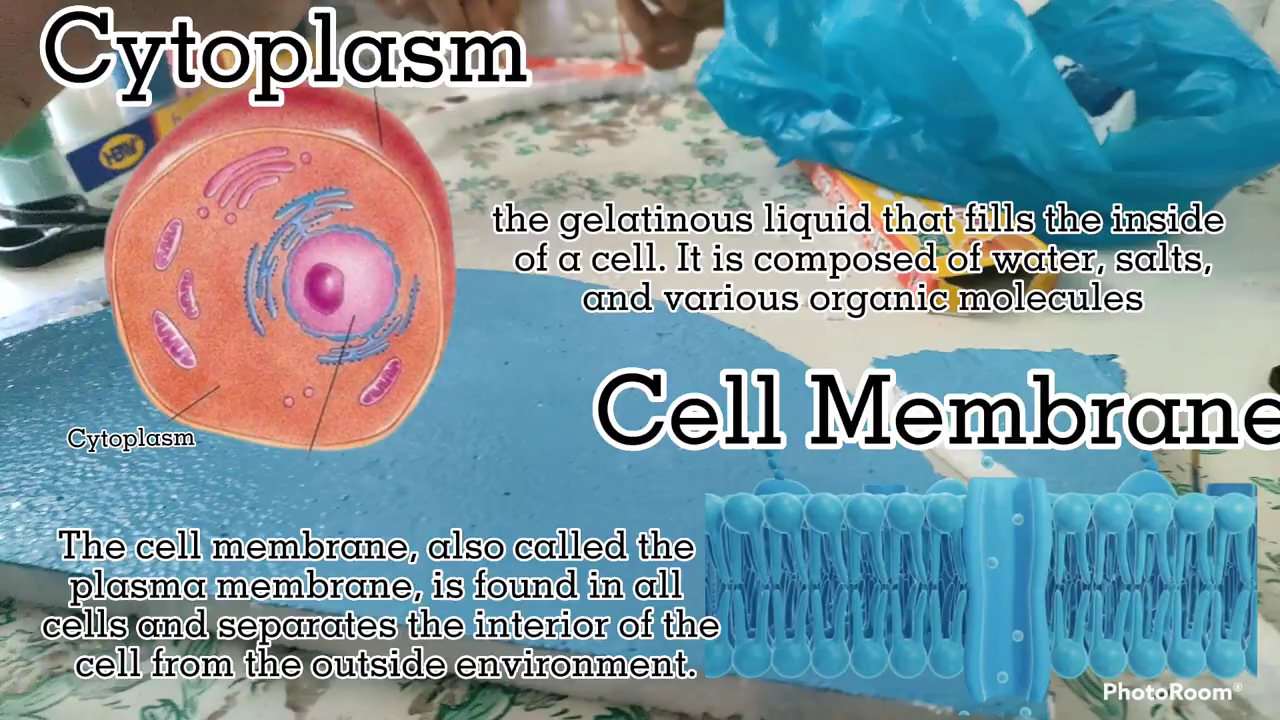 Cytoplasm
the gelatinous liquid that fills the inside
of a cell. It is composed of water, salts,
and various organic molecules
Cell Membrane
Cytoplasm
The cell membrane, also called the
plasma membrane, is found in all
cells and separates the interior of the
cell from the outside environment.
PhotoRoom®